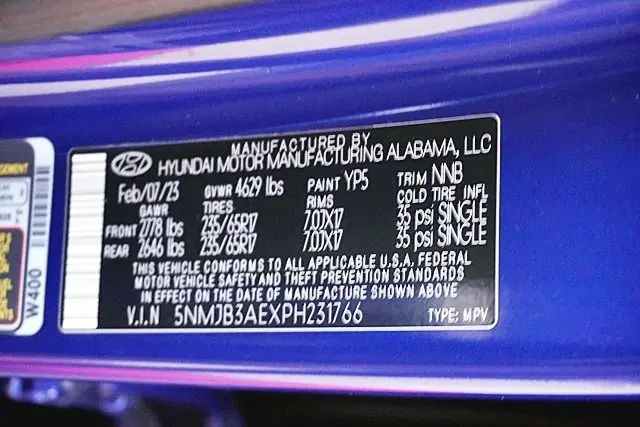 MANUFACTURED BY
HYUNDAI MOTOR MANUFACTURING ALABAMA, LLC
Feb/07/23 GVWR 4629 lbs PAINT YP5 TRIM NNB
GAWR TIRES RIMS COLD TIRE INFL
FRONT 2778 lbs 235/65R17 7.0JX17 35 psi SINGLE
REAR 2646 lbs 235/65R17 7.0JX17 35 psi SINGLE
THIS VEHICLE CONFORMS TO ALL APPLICABLE U.S.A. FEDERAL
MOTOR VEHICLE SAFETY AND THEFT PREVENTION STANDARDS
IN EFFECT ON THE DATE OF MANUFACTURE SHOWN ABOVE
V.I.N 5NMJB3AEXPH231766 TYPE: MPV
W400